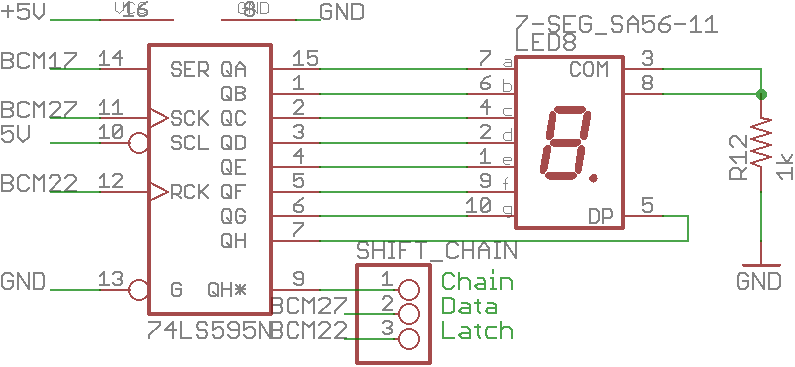 +5V VCC 16 8 GND GND
7-SEG_SA56-11
LED8
BCM17 14 SER QA 15 7 a COM 3
QB 1 6 b 8
BCM27 11 SCK QC 2 4 c
5V 10 SCL QD 3 2 d
QE 4 1 e R12 1k
BCM22 12 RCK QF 5 9 f
QG 6 10 g DP 5
QH 7
SHIFT_CHAIN
GND 13 G QH* 9 1 Chain GND
BCM27 2 Data
74LS595N BCM22 3 Latch